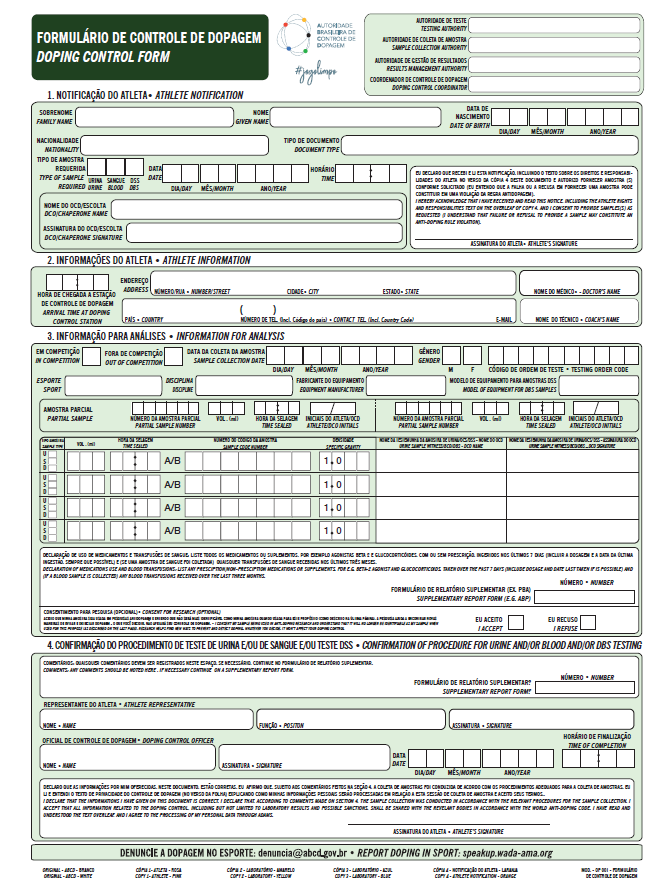 FORMULÁRIO DE CONTROLE DE DOPAGEM
DOPING CONTROL FORM
AUTORIDADE
BRASILEIRA
DE CONTROLE
DE DOPAGEM
#jogolimpo
AUTORIDADE DE TESTE
TESTING AUTHORITY
AUTORIDADE DE COLETA DE AMOSTRA
SAMPLE COLLECTION AUTHORITY
AUTORIDADE DE GESTÃO DE RESULTADOS
RESULTS MANAGEMENT AUTHORITY
COORDENADOR DE CONTROLE DE DOPAGEM
DOPING CONTROL COORDINATOR
1. NOTIFICAÇÃO DO ATLETA • ATHLETE NOTIFICATION
SOBRENOME
FAMILY NAME
NOME
GIVEN NAME
DATA DE
NASCIMENTO
DATE OF BIRTH
DIA/DAY MÊS/MONTH ANO/YEAR
NACIONALIDADE
NATIONALITY
TIPO DE DOCUMENTO
DOCUMENT TYPE
TIPO DE AMOSTRA
REQUERIDA
TYPE OF SAMPLE
REQUIRED
URINA SANGUE DSS
URINE BLOOD DBS
DATA
DATE
DIA/DAY MÊS/MONTH ANO/YEAR
HORÁRIO
TIME
EU DECLARO QUE RECEBI E LI ESTA NOTIFICAÇÃO, INCLUINDO O TEXTO SOBRE OS DIREITOS E RESPONSABI-
LIDADES DO ATLETA NO VERSO DA CÓPIA 4 DESTE DOCUMENTO E AUTORIZO FORNECER AMOSTRA (S)
CONFORME SOLICITADO (EU ENTENDO QUE A FALHA OU A RECUSA EM FORNECER UMA AMOSTRA PODE
CONSTITUIR EM UMA VIOLAÇÃO DA REGRA ANTIDOPAGEM).
I HEREBY ACKNOWLEDGE THAT I HAVE RECEIVED AND READ THIS NOTICE, INCLUDING THE ATHLETE RIGHTS
AND RESPONSIBILITIES TEXT ON THE OVERLEAF OF COPY 4, AND I CONSENT TO PROVIDE SAMPLES(S) AS
REQUESTED (I UNDERSTAND THAT FAILURE OR REFUSAL TO PROVIDE A SAMPLE MAY CONSTITUTE AN
ANTI-DOPING RULE VIOLATION).
ASSINATURA DO ATLETA • ATHLETE'S SIGNATURE
NOME DO OCD/ESCOLTA
DCO/CHAPERONE NAME
ASSINATURA DO OCD/ESCOLTA
DCO/CHAPERONE SIGNATURE
2. INFORMAÇÕES DO ATLETA • ATHLETE INFORMATION
HORA DE CHEGADA A ESTAÇÃO
DE CONTROLE DE DOPAGEM
ARRIVAL TIME AT DOPING
CONTROL STATION
ENDEREÇO
ADDRESS
NÚMERO/RUA • NUMBER/STREET CIDADE • CITY ESTADO • STATE
NOME DO MÉDICO • DOCTOR'S NAME
( )
PAÍS • COUNTRY NÚMERO DE TEL. (Incl. Código do país) • CONTACT TEL. (Incl. Country Code) E-MAIL
NOME DO TÉCNICO • COACH'S NAME
3. INFORMAÇÃO PARA ANÁLISES • INFORMATION FOR ANALYSIS
EM COMPETIÇÃO
IN COMPETITION
FORA DE COMPETIÇÃO
OUT OF COMPETITION
DATA DA COLETA DA AMOSTRA
SAMPLE COLLECTION DATE
DIA/DAY MÊS/MONTH ANO/YEAR
GÊNERO
GENDER
M F
CÓDIGO DE ORDEM DE TESTE • TESTING ORDER CODE
ESPORTE
SPORT
DISCIPLINA
DISCIPLINE
FABRICANTE DO EQUIPAMENTO
EQUIPMENT MANUFACTURER
MODELO DE EQUIPAMENTO PARA AMOSTRAS DSS
MODEL OF EQUIPMENT FOR DBS SAMPLES
AMOSTRA PARCIAL
PARTIAL SAMPLE
NÚMERO DA AMOSTRA PARCIAL
PARTIAL SAMPLE NUMBER
VOL. (ml)
HORA DA SELAGEM
TIME SEALED
INICIAIS DO ATLETA/OCD
ATHLETE/DCO INITIALS
NÚMERO DA AMOSTRA PARCIAL
PARTIAL SAMPLE NUMBER
VOL. (ml)
HORA DA SELAGEM
TIME SEALED
INICIAIS DO ATLETA/OCD
ATHLETE/DCO INITIALS
TIPO AMOSTRA
SAMPLE TYPE
VOL. (ml)
HORA DA SELAGEM
TIME SEALED
NÚMERO DO CÓDIGO DA AMOSTRA
SAMPLE CODE NUMBER
DENSIDADE
SPECIFIC GRAVITY
U
S
D
A/B
1.0
U
S
D
A/B
1.0
U
S
D
A/B
1.0
U
S
D
A/B
1.0
DECLARAÇÃO DE USO DE MEDICAMENTOS E TRANSFUSÕES DE SANGUE: LISTE TODOS OS MEDICAMENTOS OU SUPLEMENTOS, POR EXEMPLO AGONISTAS BETA 2 E GLUCOCORTICÓIDES, COM OU SEM PRESCRIÇÃO, INGERIDOS NOS ÚLTIMOS 7 DIAS (INCLUIR A DOSAGEM E A DATA DA ÚLTIMA
INGESTÃO, SEMPRE QUE POSSÍVEL) E (SE UMA AMOSTRA DE SANGUE FOI COLETADA) QUAISQUER TRANSFUSÕES DE SANGUE RECEBIDAS NOS ÚLTIMOS TRÊS MESES.
DECLARATION OF MEDICATIONS USE AND BLOOD TRANSFUSIONS-LIST ANY PRESCRIPTION/NON-PRESCRIPTION MEDICATIONS OR SUPPLEMENTS, FOR E.G. BETA-2 AGONIST AND GLUCOCORTICOID, TAKEN OVER THE PAST 7 DAYS (INCLUDE DOSAGE AND DATE LAST TAKEN IF IS POSSIBLE) AND
(IF A BLOOD SAMPLE IS COLLECTED) ANY BLOOD TRANSFUSIONS RECEIVED OVER THE LAST THREE MONTHS.
FORMULÁRIO DE RELATÓRIO SUPLEMENTAR (EX. PBA)
SUPPLEMENTARY REPORT FORM (E.G. ABP)
NÚMERO • NUMBER
CONSENTIMENTO PARA PESQUISA (OPCIONAL) • CONSENT FOR RESEARCH (OPTIONAL)
EU ACEITO
I ACCEPT
EU RECUSO
I REFUSE
4. CONFIRMAÇÃO DO PROCEDIMENTO DE TESTE DE URINA E/OU DE SANGUE E/OU TESTE DSS • CONFIRMATION OF PROCEDURE FOR URINE AND/OR BLOOD AND/OR DBS TESTING
COMENTÁRIOS: QUAISQUER COMENTÁRIOS DEVEM SER REGISTRADOS NESTE ESPAÇO, SE NECESSÁRIO, CONTINUE NO FORMULÁRIO DE RELATÓRIO SUPLEMENTAR.
COMMENTS: ANY COMMENTS SHOULD BE NOTED HERE. IF NECESSARY CONTINUE ON A SUPPLEMENTARY REPORT FORM.
FORMULÁRIO DE RELATÓRIO SUPLEMENTAR?
SUPPLEMENTARY REPORT FORM?
NÚMERO • NUMBER
REPRESENTANTE DO ATLETA • ATHLETE REPRESENTATIVE
NOME • NAME FUNÇÃO • POSITON ASSINATURA • SIGNATURE
OFICIAL DE CONTROLE DE DOPAGEM • DOPING CONTROL OFFICER
NOME • NAME ASSINATURA • SIGNATURE
DATA
DATE
DIA/DAY MÊS/MONTH ANO/YEAR
HORÁRIO DE FINALIZAÇÃO
TIME OF COMPLETION
DECLARO QUE AS INFORMAÇÕES POR MIM OFERECIDAS, NESTE DOCUMENTO, ESTÃO CORRETAS. EU AFIRMO QUE, SUJEITO AOS COMENTÁRIOS FEITOS NA SEÇÃO 4, A COLETA DE AMOSTRAS FOI CONDUZIDA DE ACORDO COM OS PROCEDIMENTOS ADEQUADOS PARA A COLETA DE AMOSTRAS. EU
LI E ENTENDI O TEXTO DE PRIVACIDADE DO CONTROLE DE DOPAGEM (NO VERSO DA FOLHA) EXPLICANDO COMO MINHAS INFORMAÇÕES PESSOAIS SERÃO PROCESSADAS EM RELAÇÃO A ESTA SESSÃO DE COLETA DE AMOSTRA E ACEITO SEUS TERMOS.
I DECLARE THAT THE INFORMATIONS I HAVE GIVEN ON THIS DOCUMENT IS CORRECT. I DECLARE THAT, ACCORDING TO COMMENTS MADE ON SECTION 4, THE SAMPLE COLLECTION WAS CONDUCTED IN ACCORDANCE WITH THE RELEVANT PROCEDURES FOR THE SAMPLE COLLECTION. I
ACCEPT THAT ALL INFORMATION RELATED TO THE DOPING CONTROL, INCLUDING BUT NOT LIMITED TO LABORATORY RESULTS AND POSSIBLE SANCTIONS, SHALL BE SHARED WITH THE RELEVANT BODIES IN ACCORDANCE WITH THE WORLD ANTI-DOPING CODE. I HAVE READ AND
UNDERSTOOD THE TEXT OVERLEAF AND I AGREE TO THE PROCESSING OF MY PERSONAL DATA THROUGH ADAMS.
ASSINATURA DO ATLETA • ATHLETE'S SIGNATURE
DENUNCIE A DOPAGEM NO ESPORTE: denuncia@abcd.gov.br • REPORT DOPING IN SPORT: speakup.wada-ama.org
ORIGINAL - ABCD - BRANCO
ORIGINAL - ABCD - WHITE
CÓPIA 1- ATLETA - ROSA
COPY 1- ATHLETE - PINK
CÓPIA 2 - LABORATÓRIO - AMARELO
COPY 2 - LABORATORY - YELLOW
CÓPIA 3 - LABORATÓRIO - AZUL
COPY 3 - LABORATORY - BLUE
CÓPIA 4 - NOTIFICAÇÃO DO ATLETA - LARANJA
COPY 4 - ATHLETE NOTIFICATION - ORANGE
MOD. - OP 001 - FORMULÁRIO
DE CONTROLE DE DOPAGEM